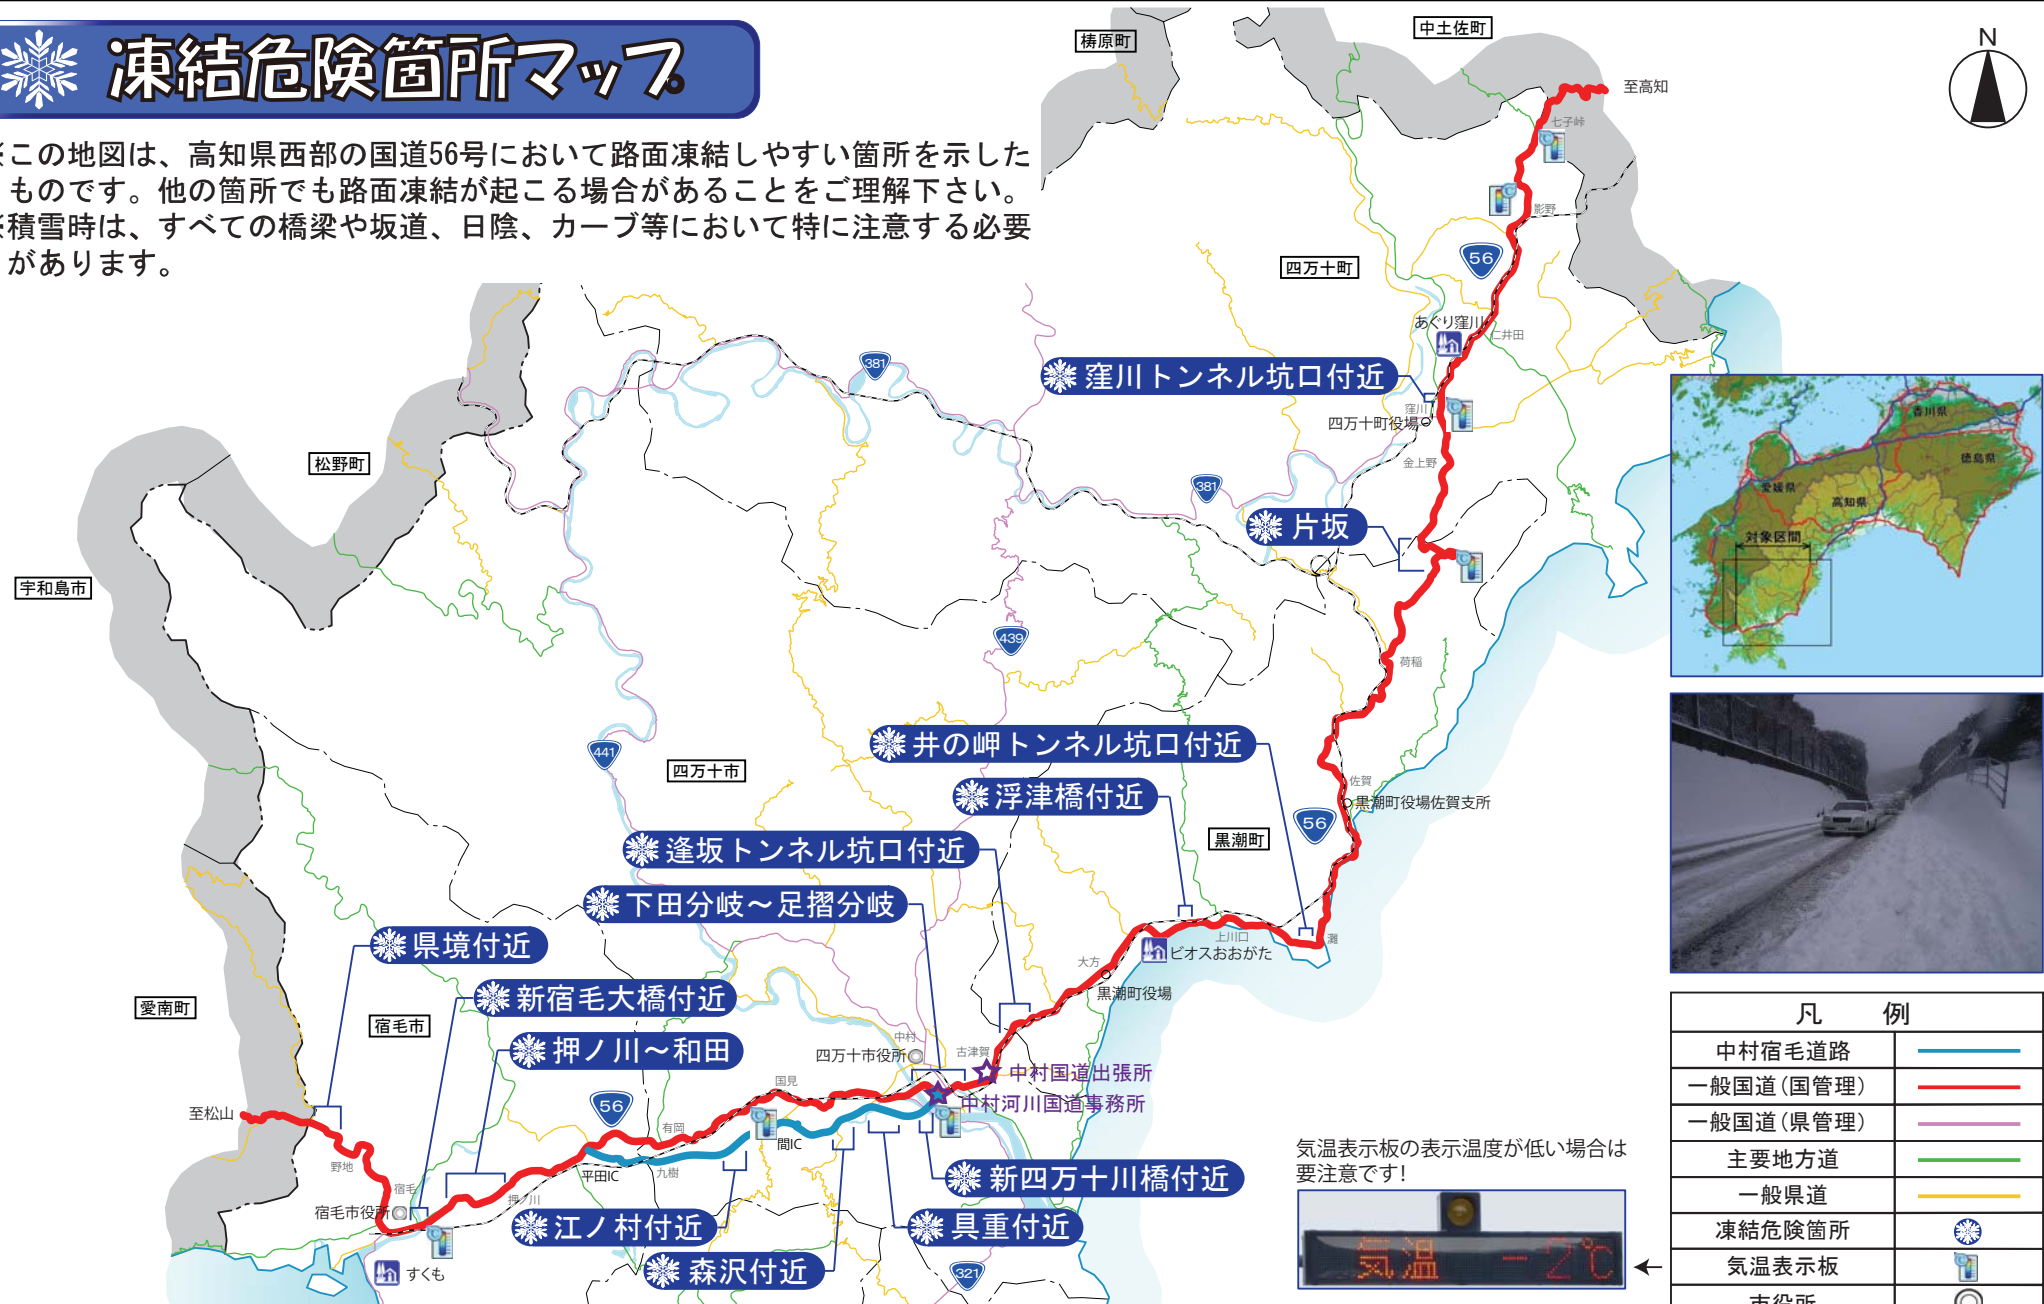 凍結危険箇所マップ
※この地図は、高知県西部の国道56号において路面凍結しやすい箇所を示した
ものです。他の箇所でも路面凍結が起こる場合があることをご理解下さい。
※積雪時は、すべての橋梁や坂道、日陰、カーブ等において特に注意する必要
があります。
梼原町
中土佐町
N
至高知
七子峠
影野
56
四万十町
あぐり窪川
仁井田
381
窪川トンネル坑口付近
窪川
四万十町役場
金上野
松野町
381
片坂
宇和島市
439
荷稲
香川県
徳島県
愛媛県
高知県
対象区間
井の岬トンネル坑口付近
441
四万十市
浮津橋付近
佐賀
黒潮町役場佐賀支所
56
黒潮町
逢坂トンネル坑口付近
下田分岐～足摺分岐
県境付近
上川口
灘
ビオスおおがた
大方
黒潮町役場
新宿毛大橋付近
愛南町
宿毛市
押ノ川～和田
中村
四万十市役所
古津賀
中村国道出張所
中村河川国道事務所
国見
至松山
56
有岡
間IC
野地
平田IC
九樹
宿毛
押ノ川
宿毛市役所
新四万十川橋付近
江ノ村付近
具重付近
森沢付近
321
すくも
気温表示板の表示温度が低い場合は
要注意です!
気温 -2℃
凡 例
中村宿毛道路
一般国道(国管理)
一般国道(県管理)
主要地方道
一般県道
凍結危険箇所
気温表示板
市役所